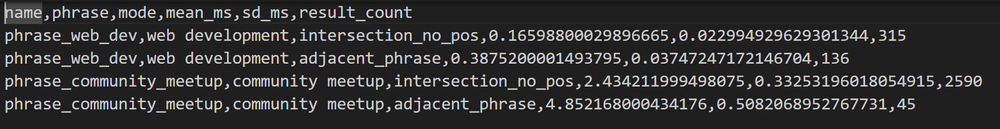 name,phrase,mode,mean_ms,sd_ms,result_count
phrase_web_dev,web development,intersection_no_pos,0.16598800029896665,0.022994929629301344,315
phrase_web_dev,web development,adjacent_phrase,0.3875200001493795,0.03747247172146704,136
phrase_community_meetup,community meetup,intersection_no_pos,2.434211999498075,0.33253196018054915,2590
phrase_community_meetup,community meetup,adjacent_phrase,4.852168000434176,0.5082068952767731,45